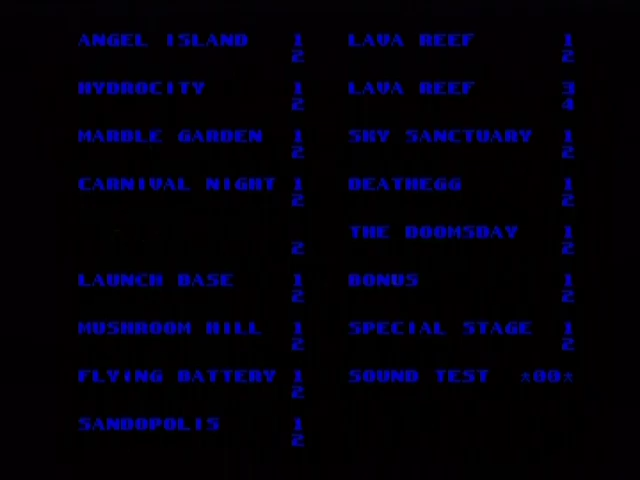 ANGEL ISLAND 1
2
HYDROCITY 1
2
MARBLE GARDEN 1
2
CARNIVAL NIGHT 1
2
2
LAUNCH BASE 1
2
MUSHROOM HILL 1
2
FLYING BATTERY 1
2
SANDOPOLIS 1
2
LAVA REEF 1
2
LAVA REEF 3
4
SKY SANCTUARY 1
2
DEATHEGG 1
2
THE DOOMSDAY 1
2
BONUS 1
2
SPECIAL STAGE 1
2
SOUND TEST *00*